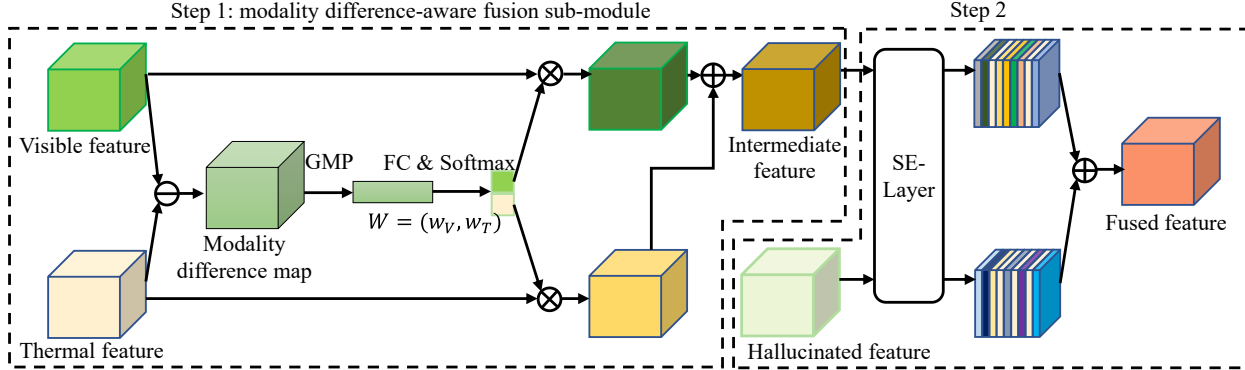 Step 1: modality difference-aware fusion sub-module
Step 2
Visible feature
GMP
FC & Softmax
W = (w_V, w_T)
Modality
difference map
Thermal feature
Intermediate
feature
Hallucinated feature
SE-
Layer
Fused feature